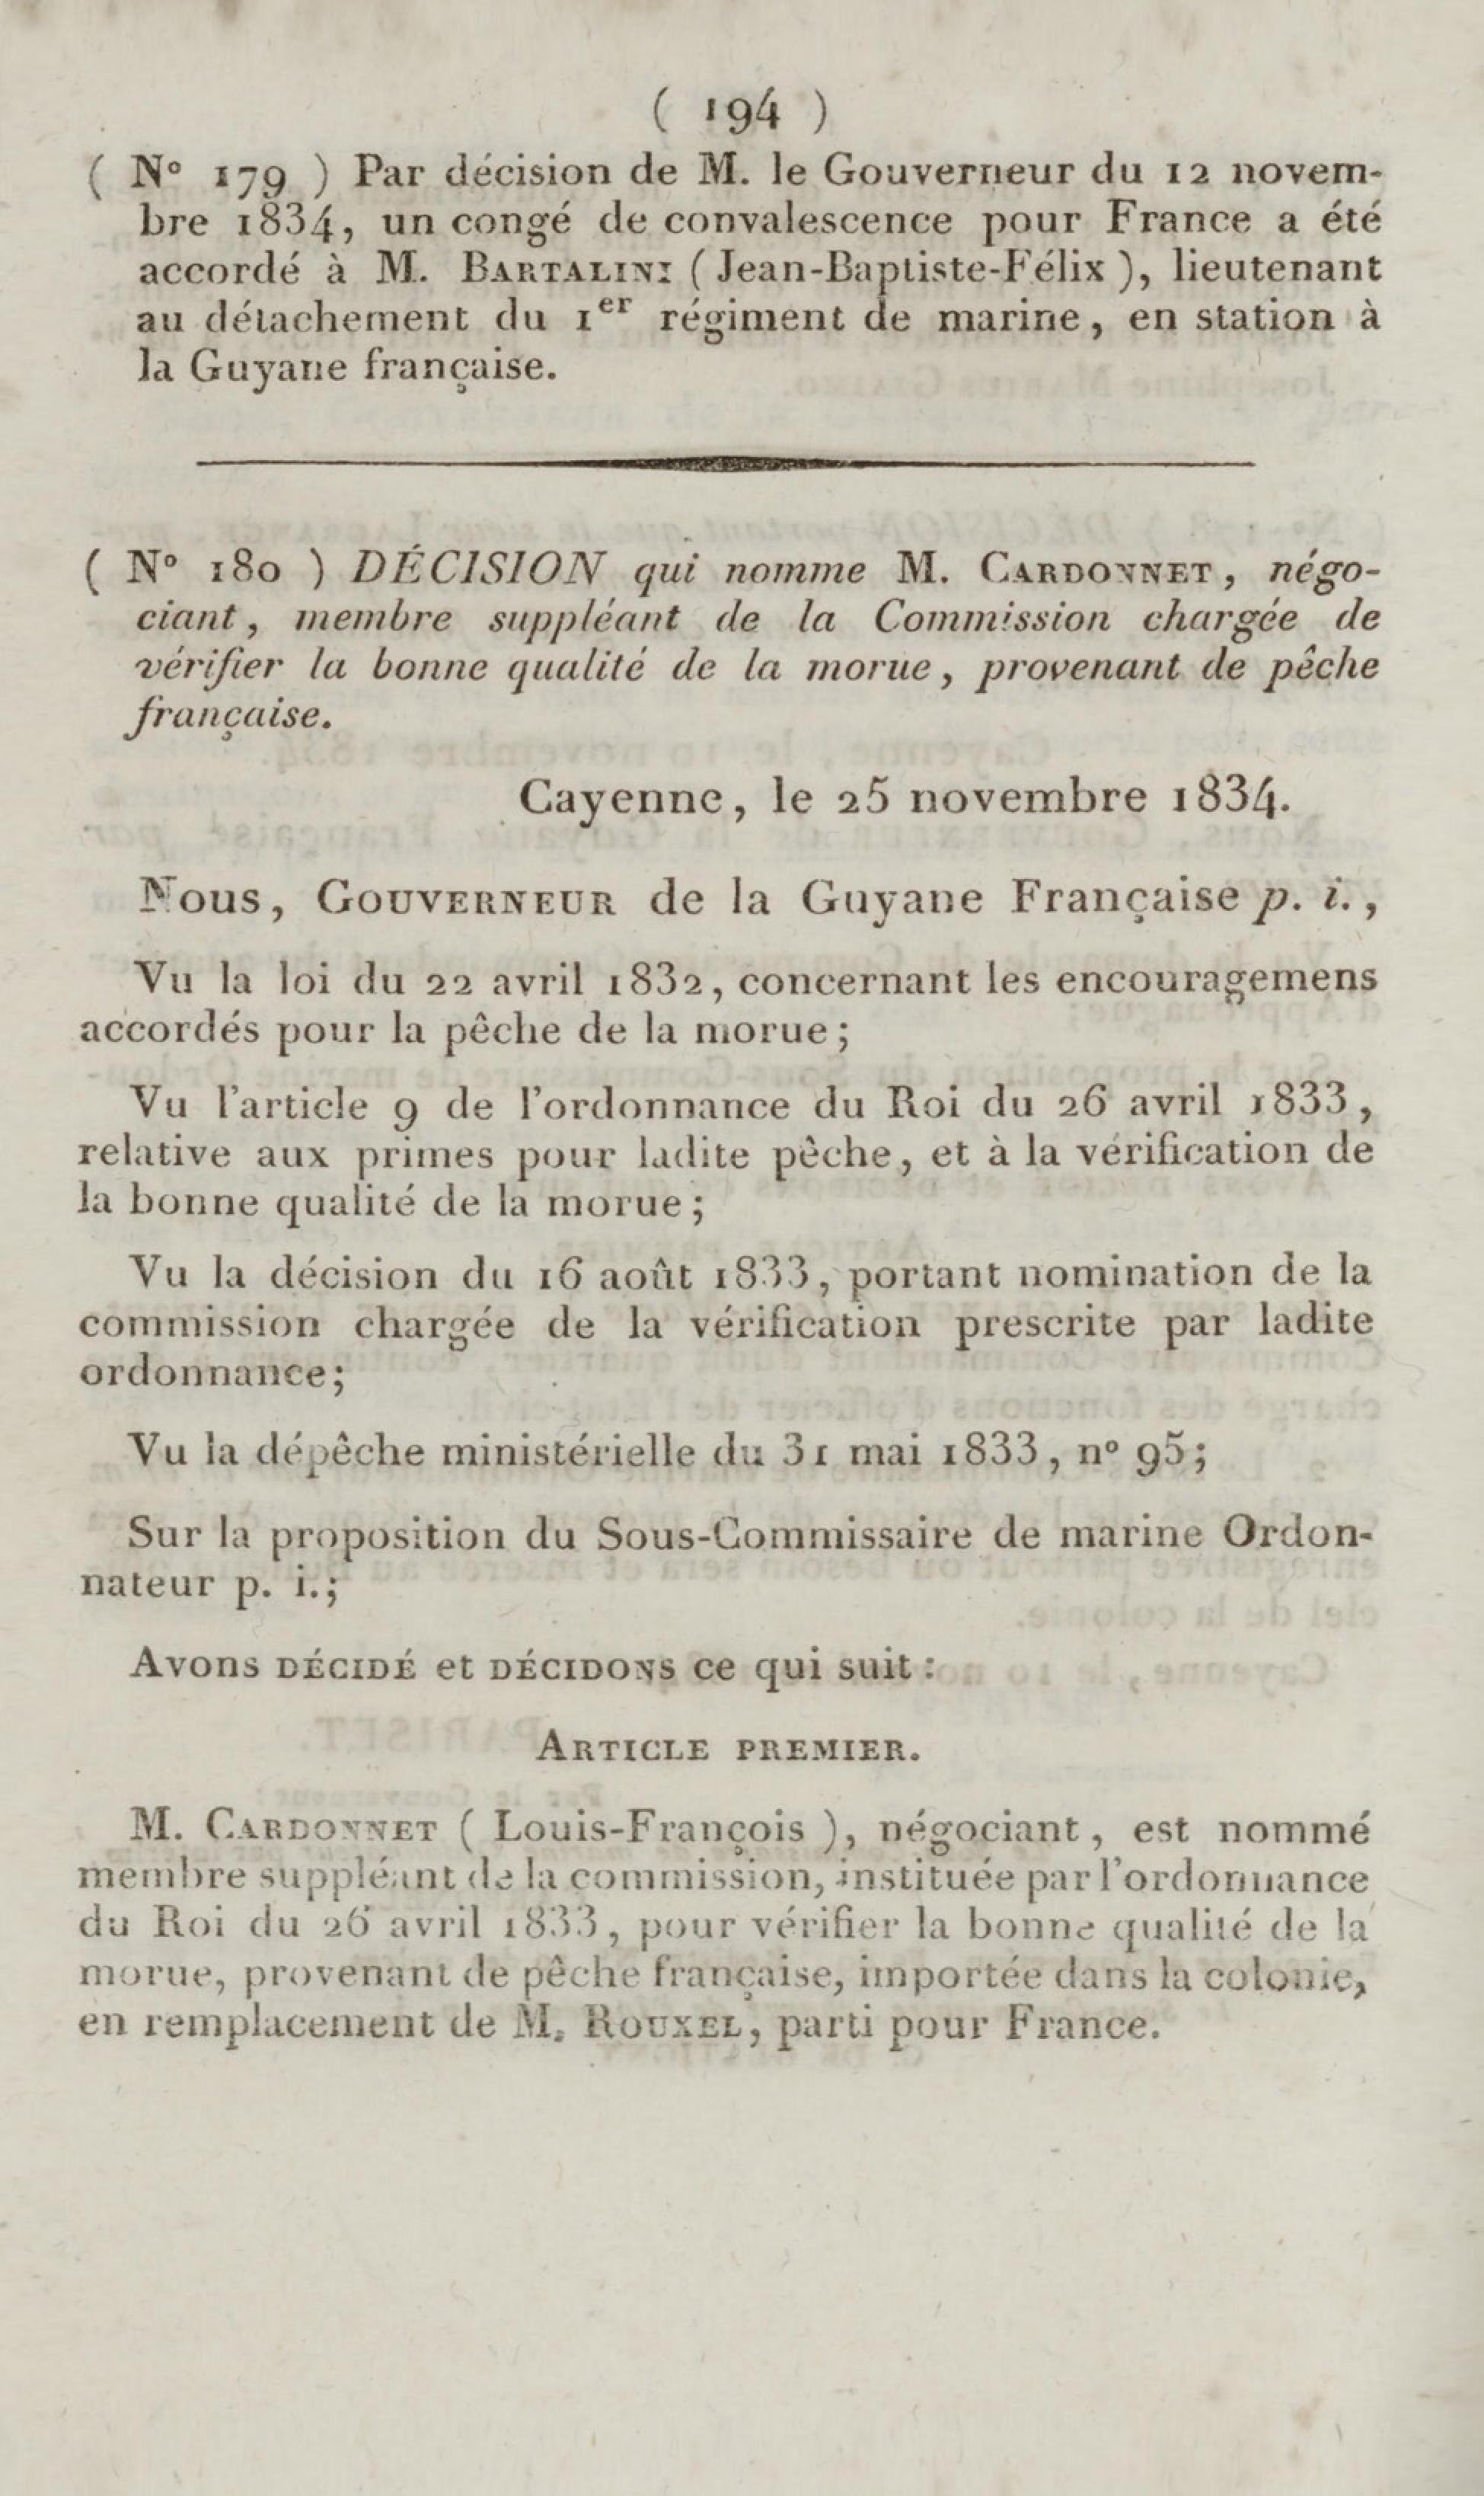 ( 194 )
( N° 179 ) Par décision de M. le Gouverneur du 12 novem-
bre 1834, un congé de convalescence pour France a été
accordé à M. BARTALINI ( Jean-Baptiste-Félix ), lieutenant
au détachement du 1er régiment de marine, en station à
la Guyane française.
( N° 180 ) DÉCISION qui nomme M. CARDONNET, négo-
ciant, membre suppléant de la Commission chargée de
vérifier la bonne qualité de la morue, provenant de pêche
française.
Cayenne, le 25 novembre 1834.
Nous, GOUVERNEUR de la Guyane Française p. i.,
Vu la loi du 22 avril 1832, concernant les encouragemens
accordés pour la pêche de la morue;
Vu l'article 9 de l'ordonnance du Roi du 26 avril 1833,
relative aux primes pour ladite pêche, et à la vérification de
la bonne qualité de la morue;
Vu la décision du 16 août 1833, portant nomination de la
commission chargée de la vérification prescrite par ladite
ordonnance;
Vu la dépêche ministérielle du 31 mai 1833, n° 95;
Sur la proposition du Sous-Commissaire de marine Ordon-
nateur p. i.;
Avons DÉCIDÉ et DÉCIDONS ce qui suit :
ARTICLE PREMIER.
M. CARDONNET ( Louis-François ), négociant, est nommé
membre suppléant de la commission, instituée par l'ordonnance
du Roi du 26 avril 1833, pour vérifier la bonne qualité de la
morue, provenant de pêche française, importée dans la colonie,
en remplacement de M. ROUXEL, parti pour France.